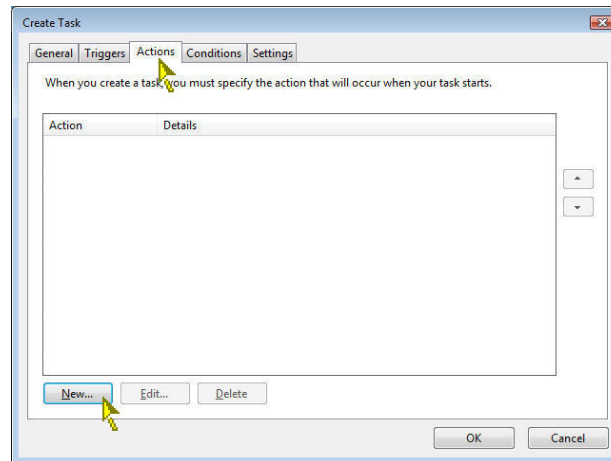 Create Task
General Triggers Actions Conditions Settings
When you create a task, you must specify the action that will occur when your task starts.
Action Details
New... Edit... Delete
OK Cancel